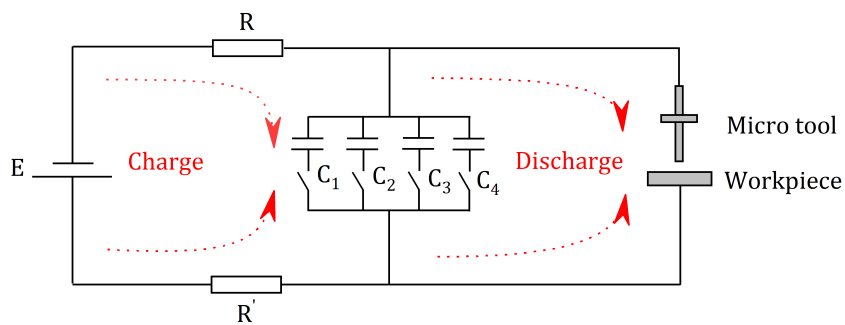 R
Micro tool
E
Charge
Discharge
C1
C2
C3
C4
Workpiece
R'